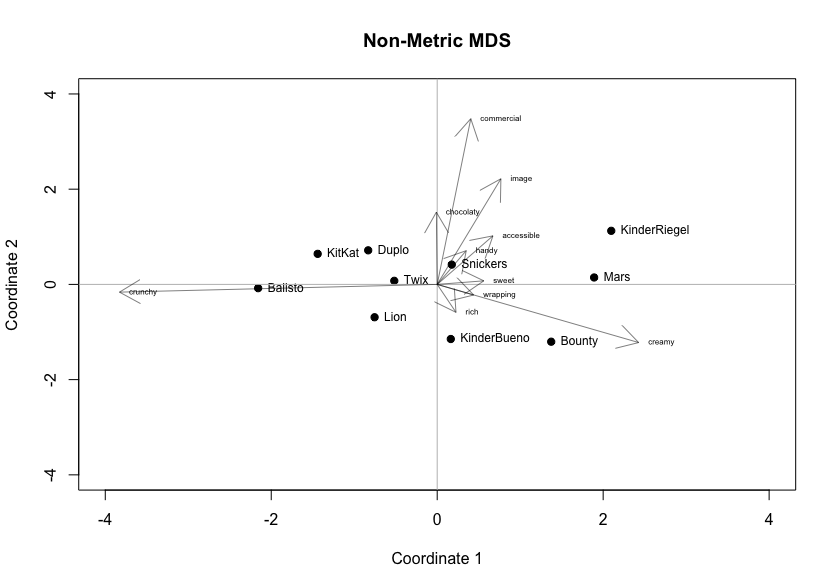 Non-Metric MDS
4
commercial
image
2
chocolaty
accessible
KinderRiegel
handy
Duplo
KitKat
Snickers
Mars
Twix
sweet
0
crunchy
Balisto
wrapping
rich
Lion
KinderBueno
Bounty
creamy
-2
-4
Coordinate 2
-4 -2 0 2 4
Coordinate 1